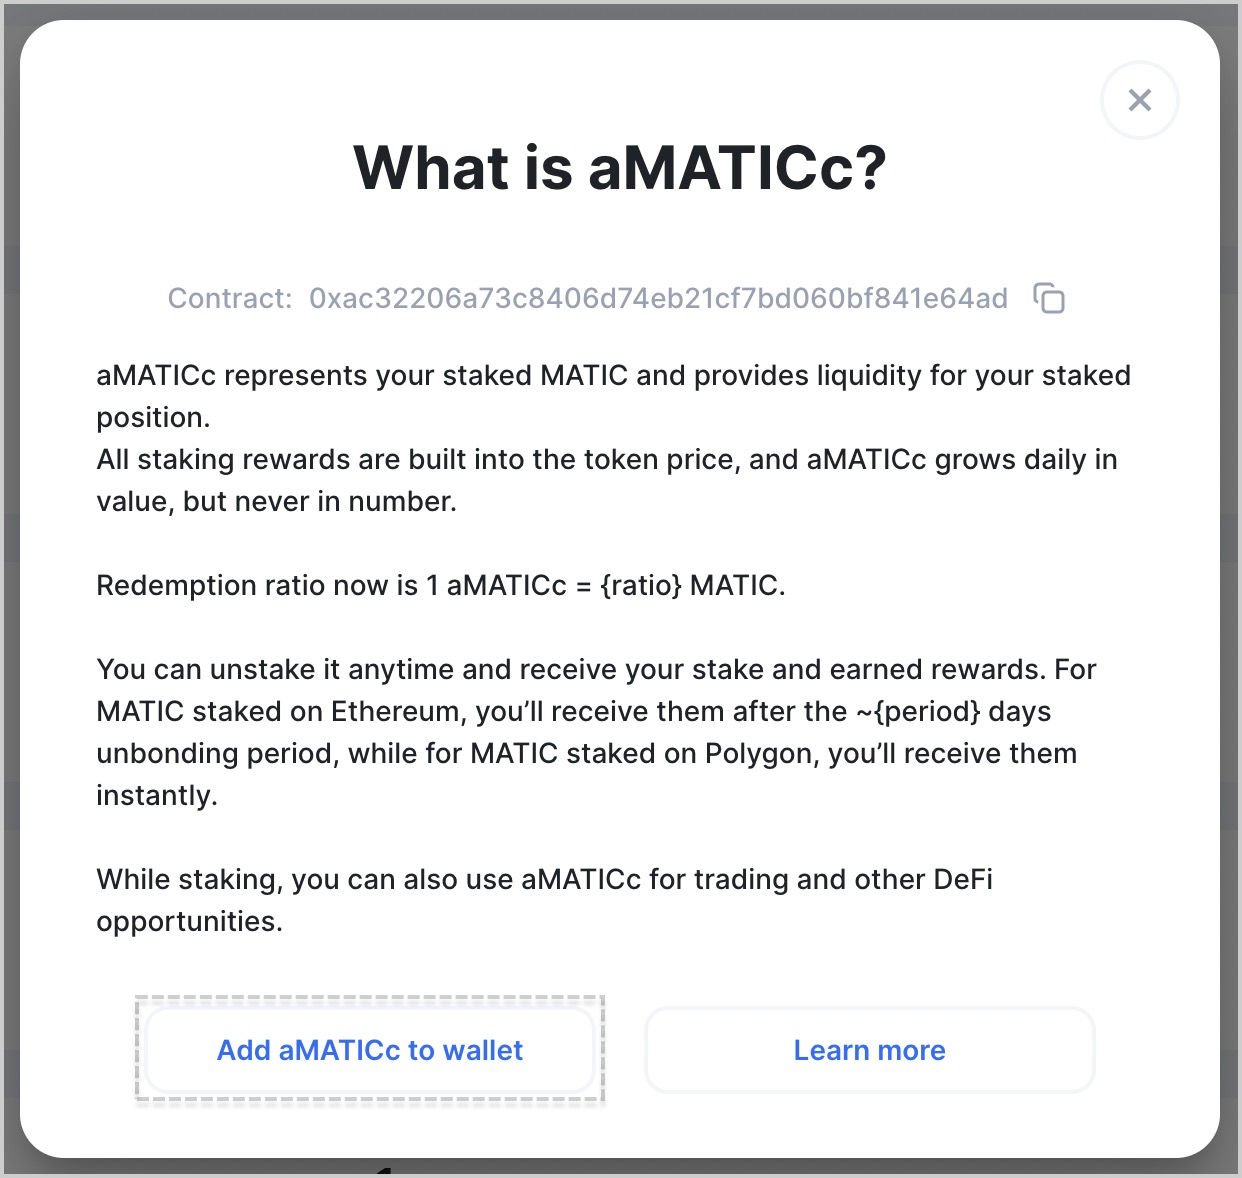 What is aMATICc?
Contract: 0xac32206a73c8406d74eb21cf7bd060bf841e64ad
aMATICc represents your staked MATIC and provides liquidity for your staked
position.
All staking rewards are built into the token price, and aMATICc grows daily in
value, but never in number.
Redemption ratio now is 1 aMATICc = {ratio} MATIC.
You can unstake it anytime and receive your stake and earned rewards. For
MATIC staked on Ethereum, you’ll receive them after the ~{period} days
unbonding period, while for MATIC staked on Polygon, you’ll receive them
instantly.
While staking, you can also use aMATICc for trading and other DeFi
opportunities.
Add aMATICc to wallet
Learn more